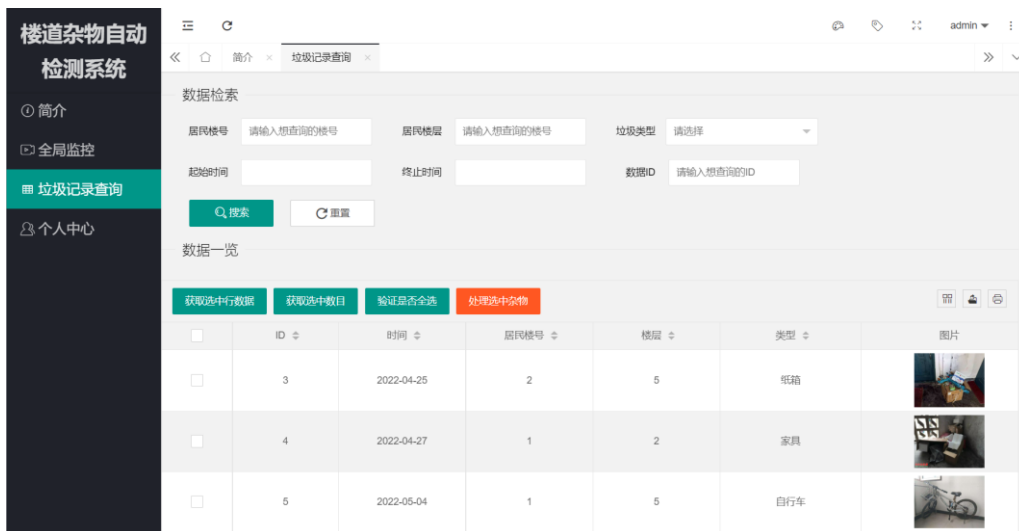 楼道杂物自动
检测系统
简介
全局监控
垃圾记录查询
个人中心
admin
简介 × 垃圾记录查询 ×
数据检索
居民楼号 请输入想查询的楼号 居民楼层 请输入想查询的楼号 垃圾类型 请选择
起始时间 终止时间 数据ID 请输入想查询的ID
搜索 重置
数据一览
获取选中行数据 获取选中数目 验证是否全选 处理选中杂物
ID 时间 居民楼号 楼层 类型 图片
3 2022-04-25 2 5 纸箱
4 2022-04-27 1 2 家具
5 2022-05-04 1 5 自行车